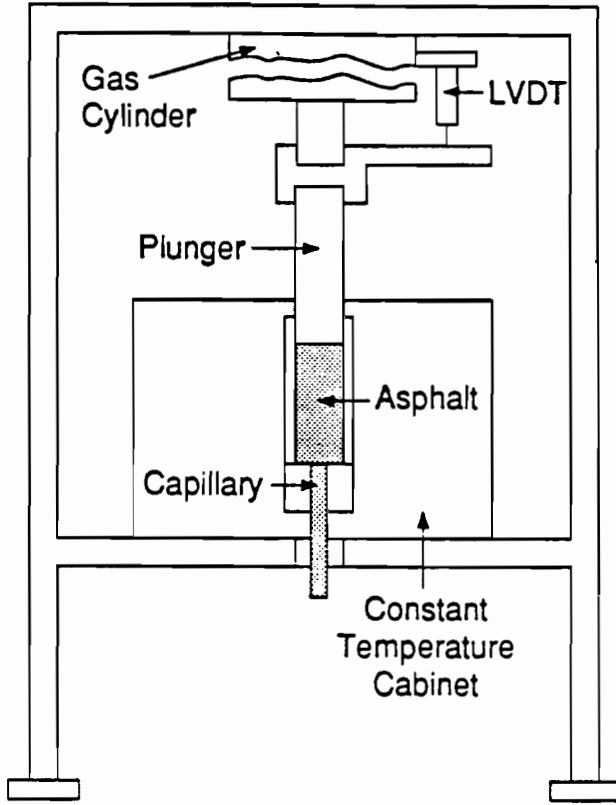 Gas
Cylinder
LVDT
Plunger
Asphalt
Capillary
Constant
Temperature
Cabinet